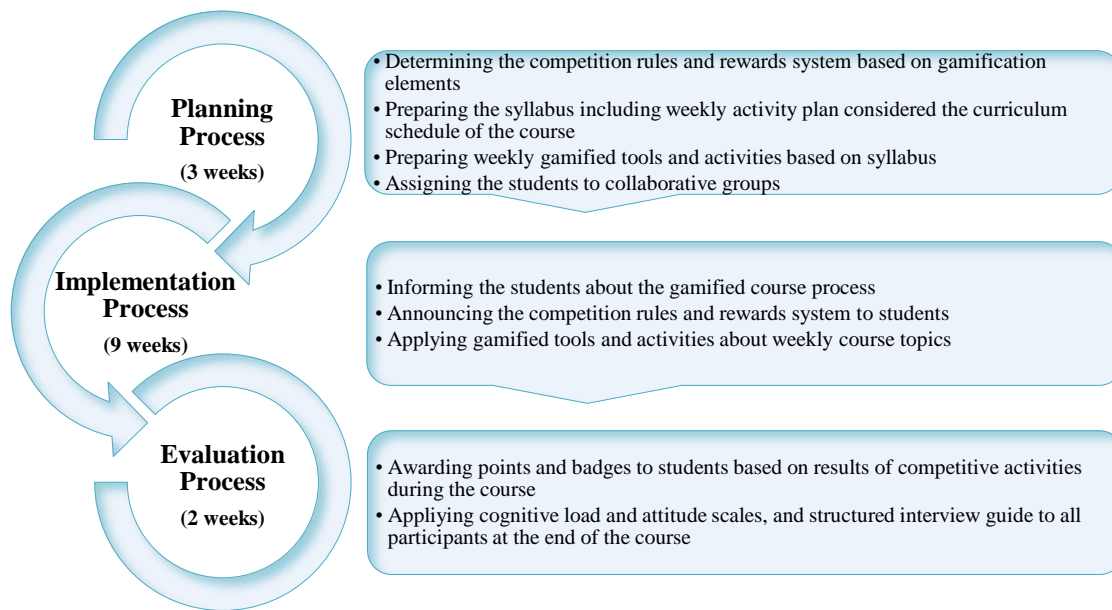 Planning
Process
(3 weeks)
• Determining the competition rules and rewards system based on gamification
elements
• Preparing the syllabus including weekly activity plan considered the curriculum
schedule of the course
• Preparing weekly gamified tools and activities based on syllabus
• Assigning the students to collaborative groups
Implementation
Process
(9 weeks)
• Informing the students about the gamified course process
• Announcing the competition rules and rewards system to students
• Applying gamified tools and activities about weekly course topics
Evaluation
Process
(2 weeks)
• Awarding points and badges to students based on results of competitive activities
during the course
• Appliying cognitive load and attitude scales, and structured interview guide to all
participants at the end of the course